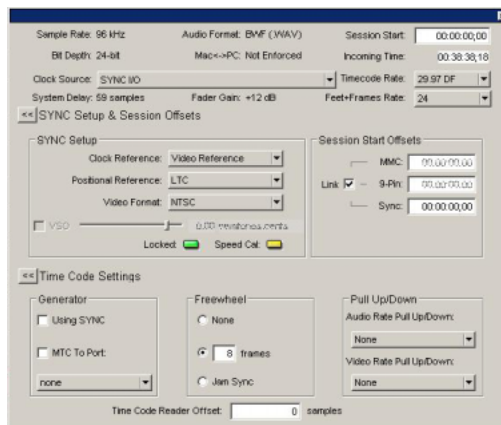 Sample Rate: 96 kHz Audio Format: BWF (.WAV) Session Start: 00:00:00;00
Bit Depth: 24-bit Mac<->PC: Not Enforced Incoming Time: 00:38:38;18
Clock Source: SYNC I/O Timecode Rate: 29.97 DF
System Delay: 59 samples Fader Gain: +12 dB Feet+Frames Rate: 24
<< SYNC Setup & Session Offsets
SYNC Setup Session Start Offsets
Clock Reference: Video Reference MMC: 00:00:00;00
Positional Reference: LTC Link 9-Pin: 00:00:00;00
Video Format: NTSC Sync: 00:00:00;00
VSO 0.00
Locked: Speed Cal:
<< Time Code Settings
Generator Freewheel Pull Up/Down
Using SYNC None Audio Rate Pull Up/Down:
None
MTC To Port: 8 frames Video Rate Pull Up/Down:
none Jam Sync None
Time Code Reader Offset: 0 samples